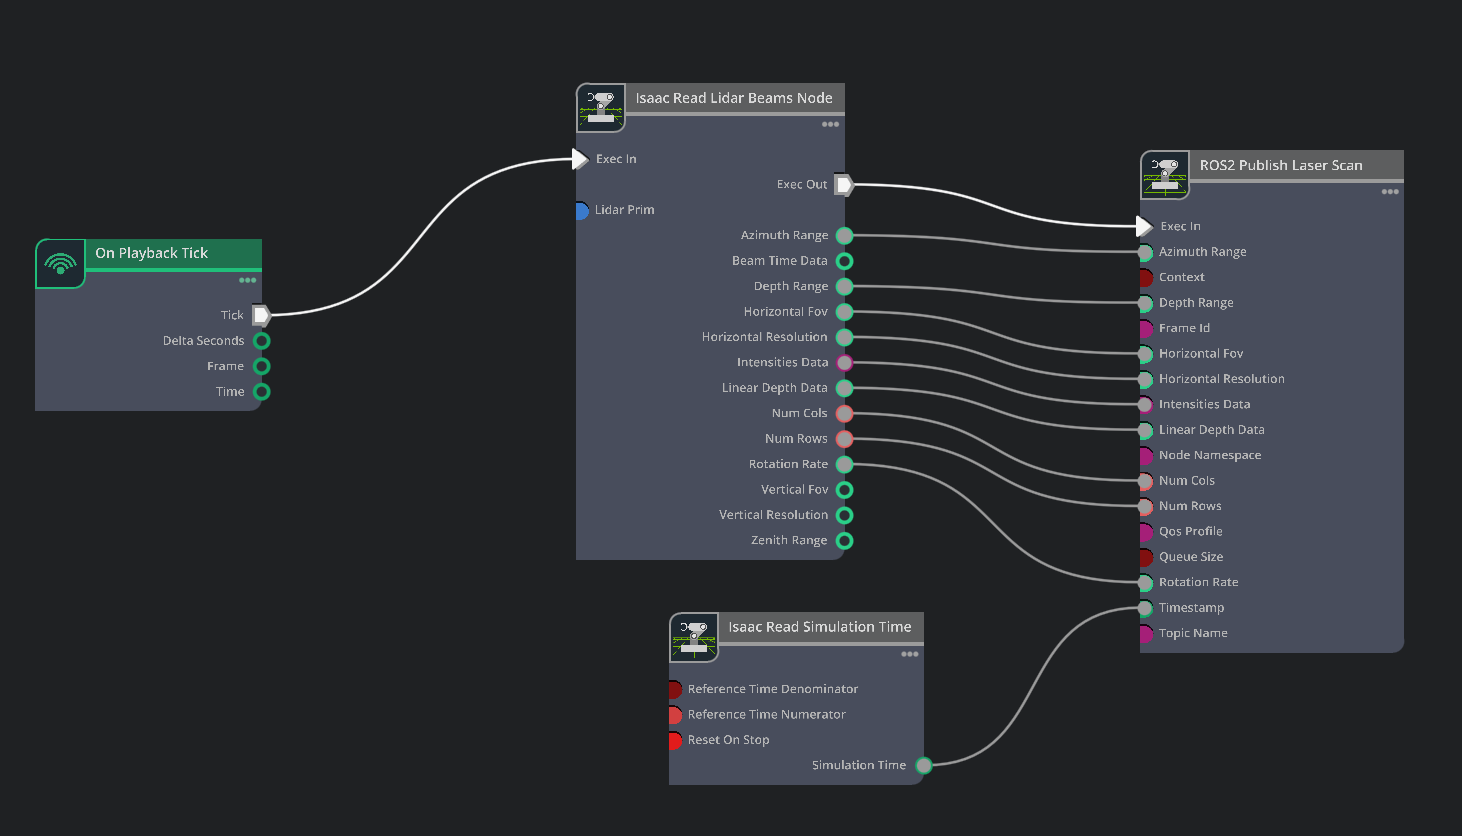 On Playback Tick
Tick
Delta Seconds
Frame
Time
Isaac Read Lidar Beams Node
Exec In
Exec Out
Lidar Prim
Azimuth Range
Beam Time Data
Depth Range
Horizontal Fov
Horizontal Resolution
Intensities Data
Linear Depth Data
Num Cols
Num Rows
Rotation Rate
Vertical Fov
Vertical Resolution
Zenith Range
Isaac Read Simulation Time
Reference Time Denominator
Reference Time Numerator
Reset On Stop
Simulation Time
ROS2 Publish Laser Scan
Exec In
Azimuth Range
Context
Depth Range
Frame Id
Horizontal Fov
Horizontal Resolution
Intensities Data
Linear Depth Data
Node Namespace
Num Cols
Num Rows
Qos Profile
Queue Size
Rotation Rate
Timestamp
Topic Name